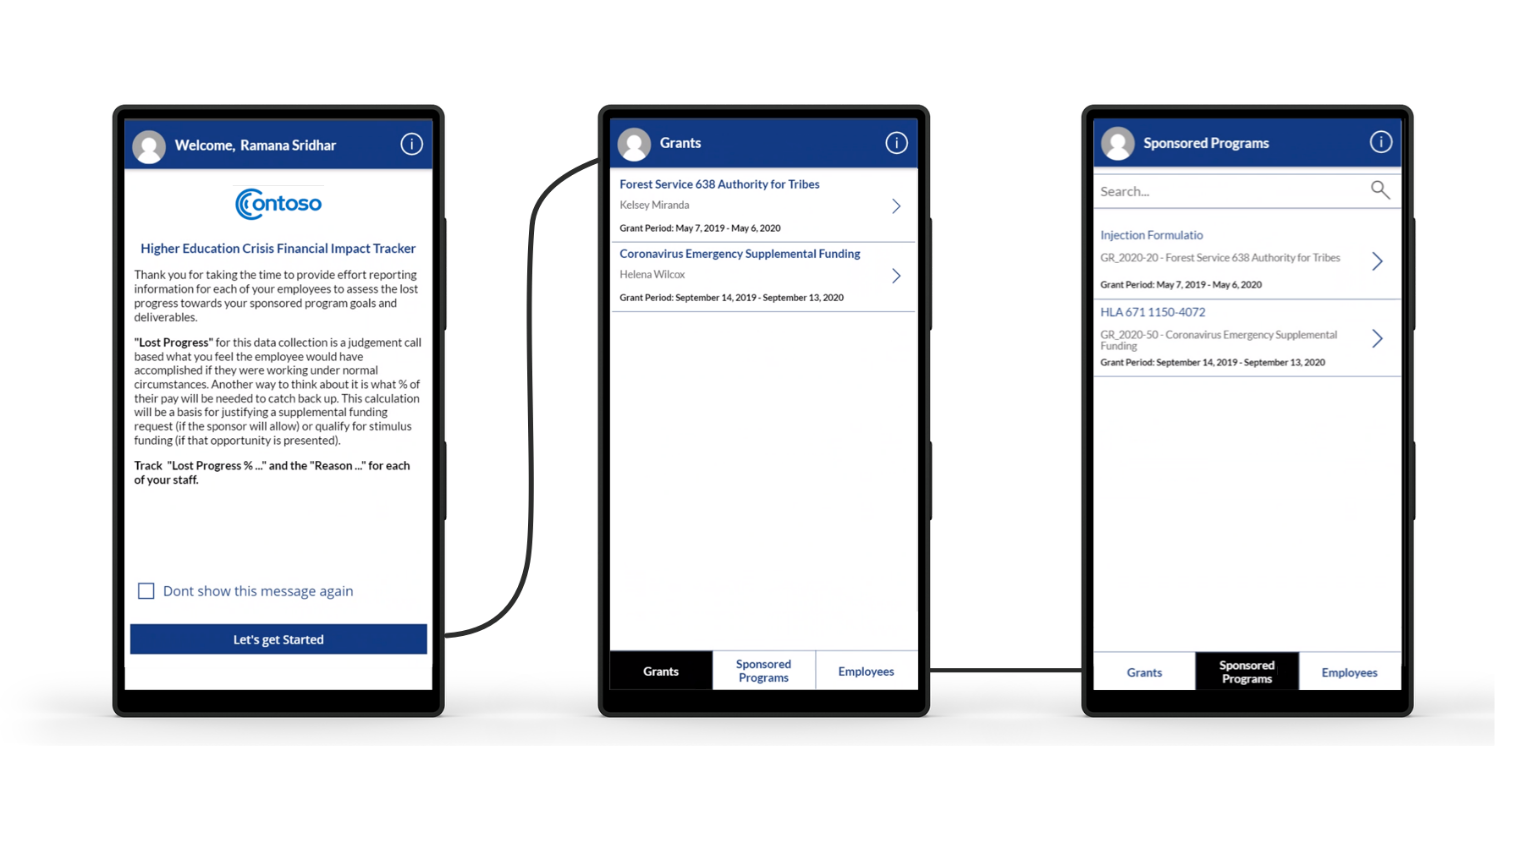 Welcome, Ramana Sridhar
Contoso
Higher Education Crisis Financial Impact Tracker
Thank you for taking the time to provide effort reporting
information for each of your employees to assess the lost
progress towards your sponsored program goals and
deliverables.
"Lost Progress" for this data collection is a judgement call
based what you feel the employee would have
accomplished if they were working under normal
circumstances. Another way to think about it is what % of
their pay will be needed to catch back up. This calculation
will be a basis for justifying a supplemental funding
request (if the sponsor will allow) or qualify for stimulus
funding (if that opportunity is presented).
Track "Lost Progress % ..." and the "Reason ..." for each
of your staff.
Dont show this message again
Let's get Started
Grants
Forest Service 638 Authority for Tribes
Kelsey Miranda
Grant Period: May 7, 2019 - May 6, 2020
Coronavirus Emergency Supplemental Funding
Helena Wilcox
Grant Period: September 14, 2019 - September 13, 2020
Grants
Sponsored
Programs
Employees
Sponsored Programs
Search...
Injection Formulatio
GR_2020-20 - Forest Service 638 Authority for Tribes
Grant Period: May 7, 2019 - May 6, 2020
HLA 671 1150-4072
GR_2020-50 - Coronavirus Emergency Supplemental
Funding
Grant Period: September 14, 2019 - September 13, 2020
Grants
Sponsored
Programs
Employees